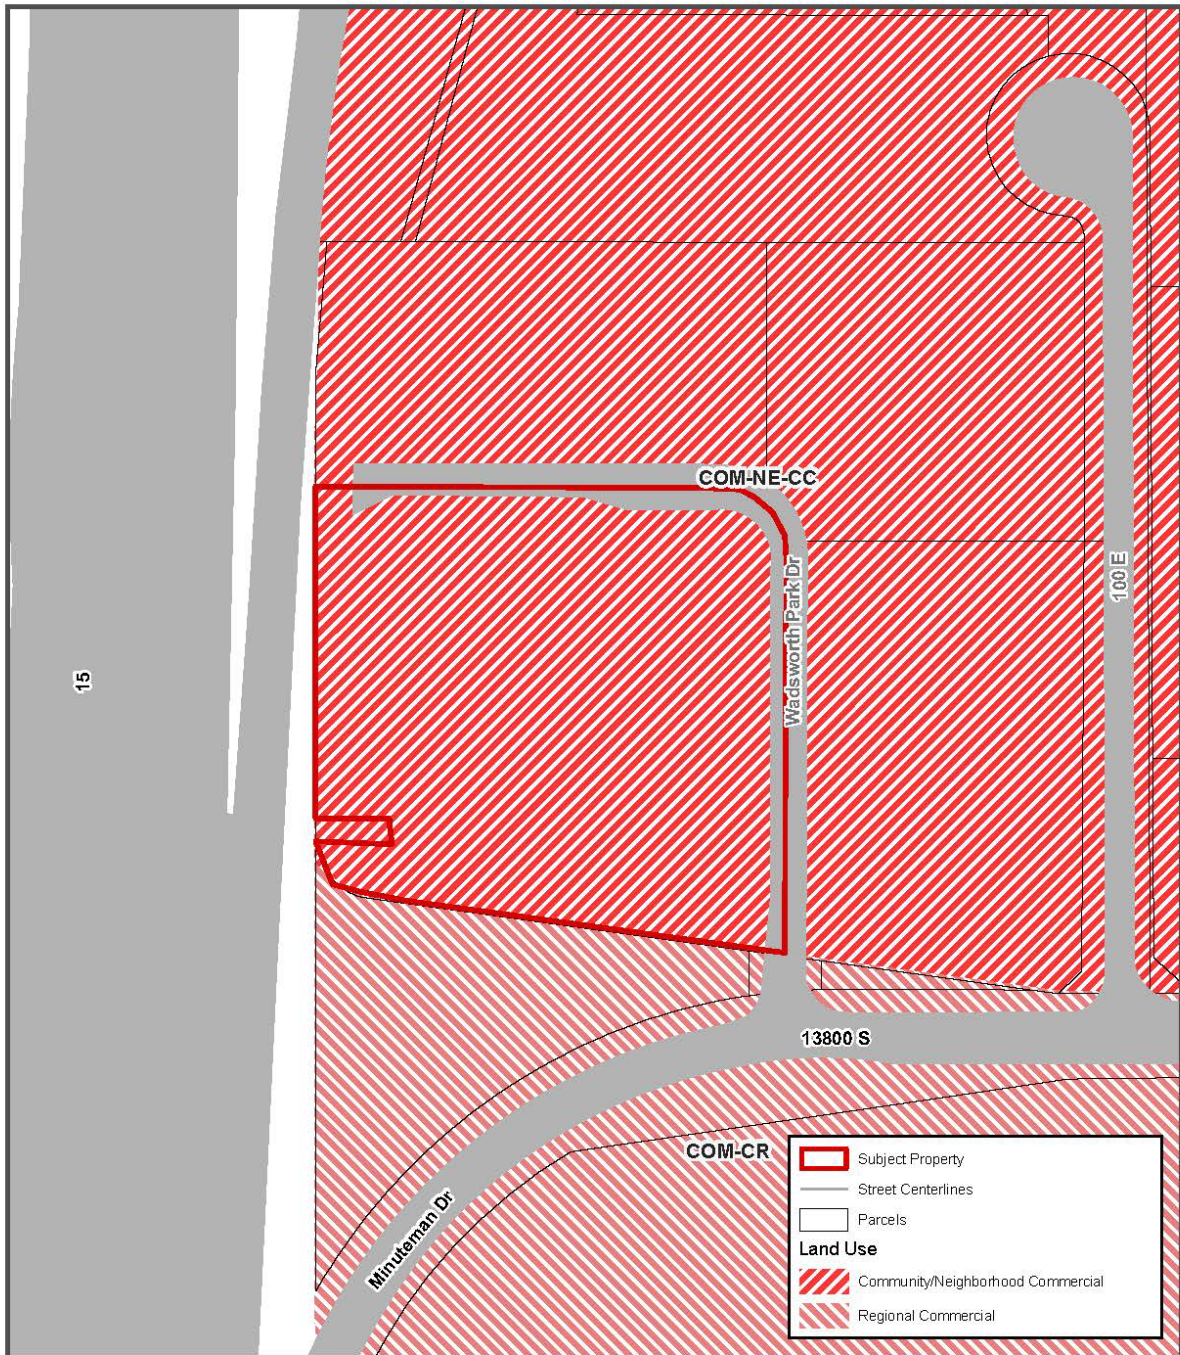 COM-NE-CC
Wadsworth Park Dr
100 E
15
13800 S
COM-CR
Minuteman Dr
Subject Property
Street Centerlines
Parcels
Land Use
Community/Neighborhood Commercial
Regional Commercial